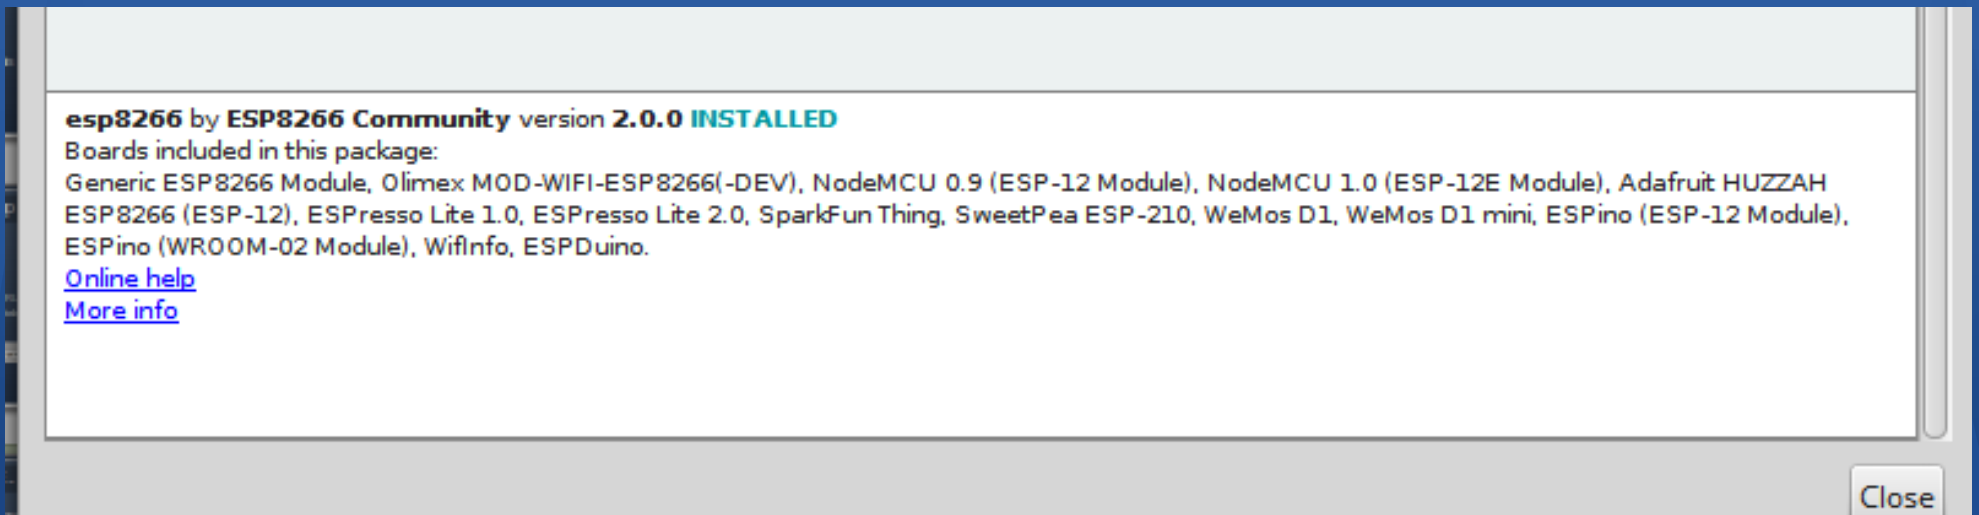 esp8266 by ESP8266 Community version 2.0.0 INSTALLED
Boards included in this package:
Generic ESP8266 Module, Olimex MOD-WIFI-ESP8266(-DEV), NodeMCU 0.9 (ESP-12 Module), NodeMCU 1.0 (ESP-12E Module), Adafruit HUZZAH
ESP8266 (ESP-12), ESPresso Lite 1.0, ESPresso Lite 2.0, SparkFun Thing, SweetPea ESP-210, WeMos D1, WeMos D1 mini, ESPino (ESP-12 Module),
ESPino (WROOM-02 Module), WifInfo, ESPDuino.
Online help
More info
Close